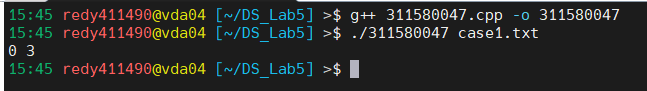 15:45 redy411490@vda04 [~/DS_Lab5] >$ g++ 311580047.cpp -o 311580047
15:45 redy411490@vda04 [~/DS_Lab5] >$ ./311580047 case1.txt
0 3
15:45 redy411490@vda04 [~/DS_Lab5] >$